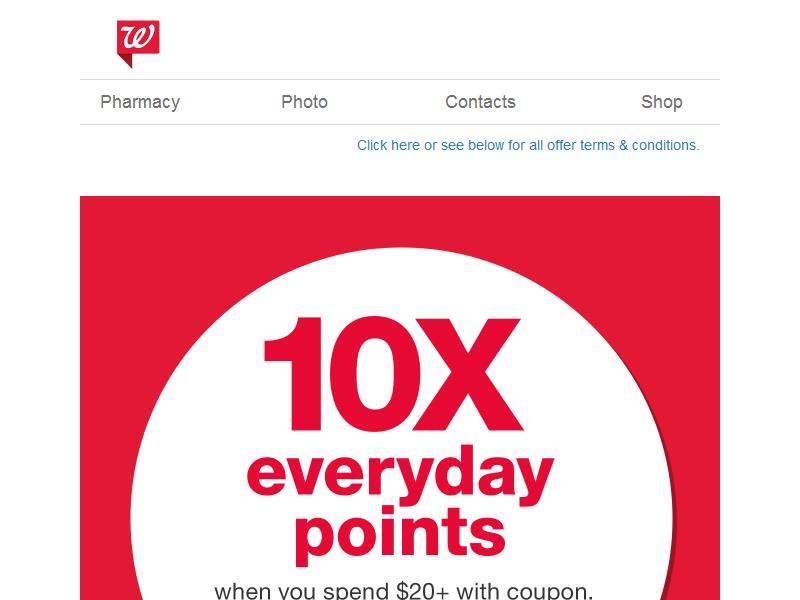 W
Pharmacy Photo Contacts Shop
Click here or see below for all offer terms & conditions.
10X
everyday
points
when you spend $20+ with coupon.